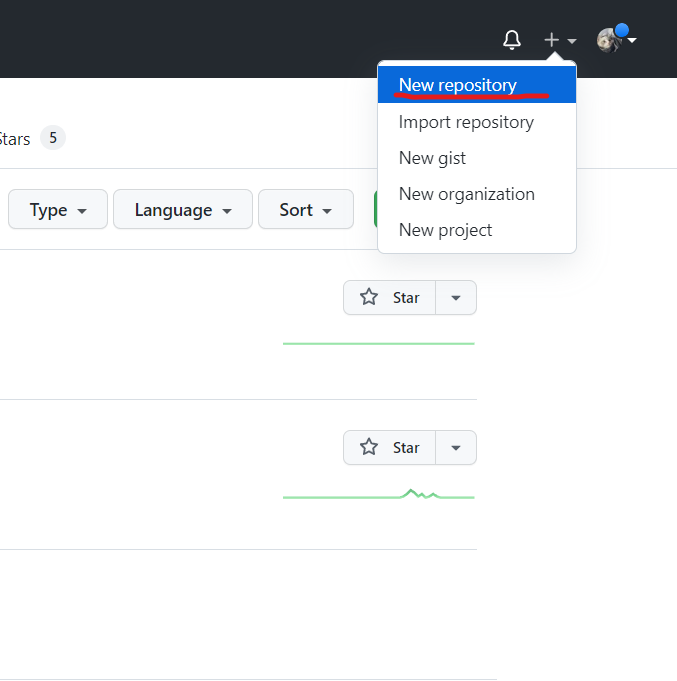 New repository
Import repository
New gist
New organization
New project
Stars 5
Type Language Sort
Star
Star